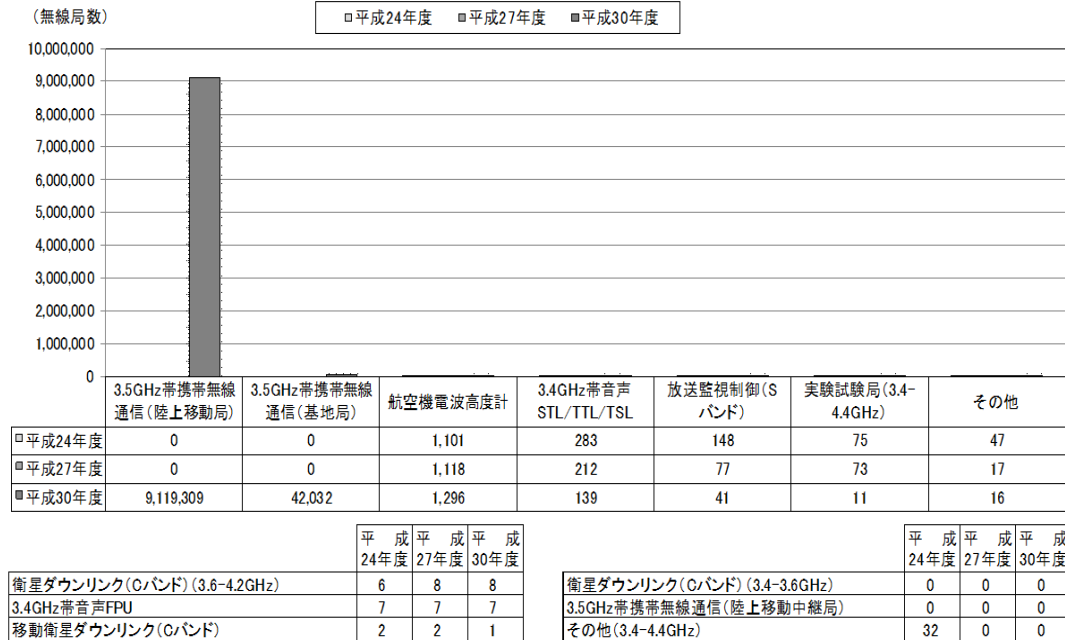 （無線局数）
□平成24年度 ■平成27年度 ■平成30年度
10,000,000
9,000,000
8,000,000
7,000,000
6,000,000
5,000,000
4,000,000
3,000,000
2,000,000
1,000,000
0
3.5GHz帯携帯無線通信（陸上移動局） 3.5GHz帯携帯無線通信（基地局） 航空機電波高度計 3.4GHz帯音声STL/TTL/TSL 放送監視制御（Sバンド） 実験試験局（3.4-4.4GHz） その他
□平成24年度 0 0 1,101 283 148 75 47
■平成27年度 0 0 1,118 212 77 73 17
■平成30年度 9,119,309 42,032 1,296 139 41 11 16
平成24年度 平成27年度 平成30年度
衛星ダウンリンク（Cバンド）（3.6-4.2GHz） 6 8 8
3.4GHz帯音声FPU 7 7 7
移動衛星ダウンリンク（Cバンド） 2 2 1
平成24年度 平成27年度 平成30年度
衛星ダウンリンク（Cバンド）（3.4-3.6GHz） 0 0 0
3.5GHz帯携帯無線通信（陸上移動中継局） 0 0 0
その他（3.4-4.4GHz） 32 0 0